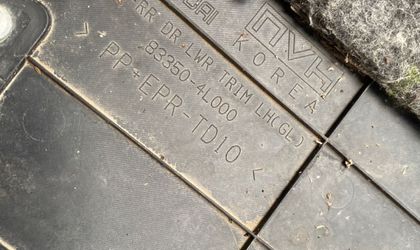 NVH
KOREA
RR DR LWR TRIM LH(GL)
83350-4L000
> PP+EPR-TD10 <